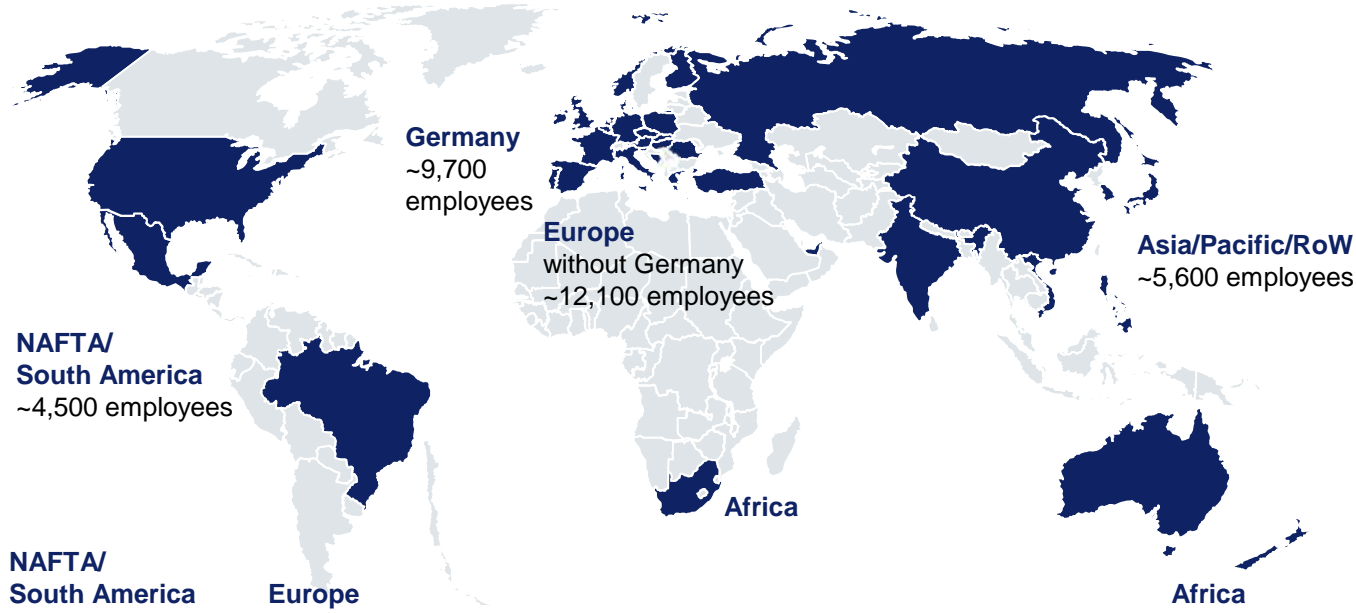 Germany
~9,700
employees
Europe
without Germany
~12,100 employees
Asia/Pacific/RoW
~5,600 employees
NAFTA/
South America
~4,500 employees
Africa
NAFTA/
South America
Europe
Africa